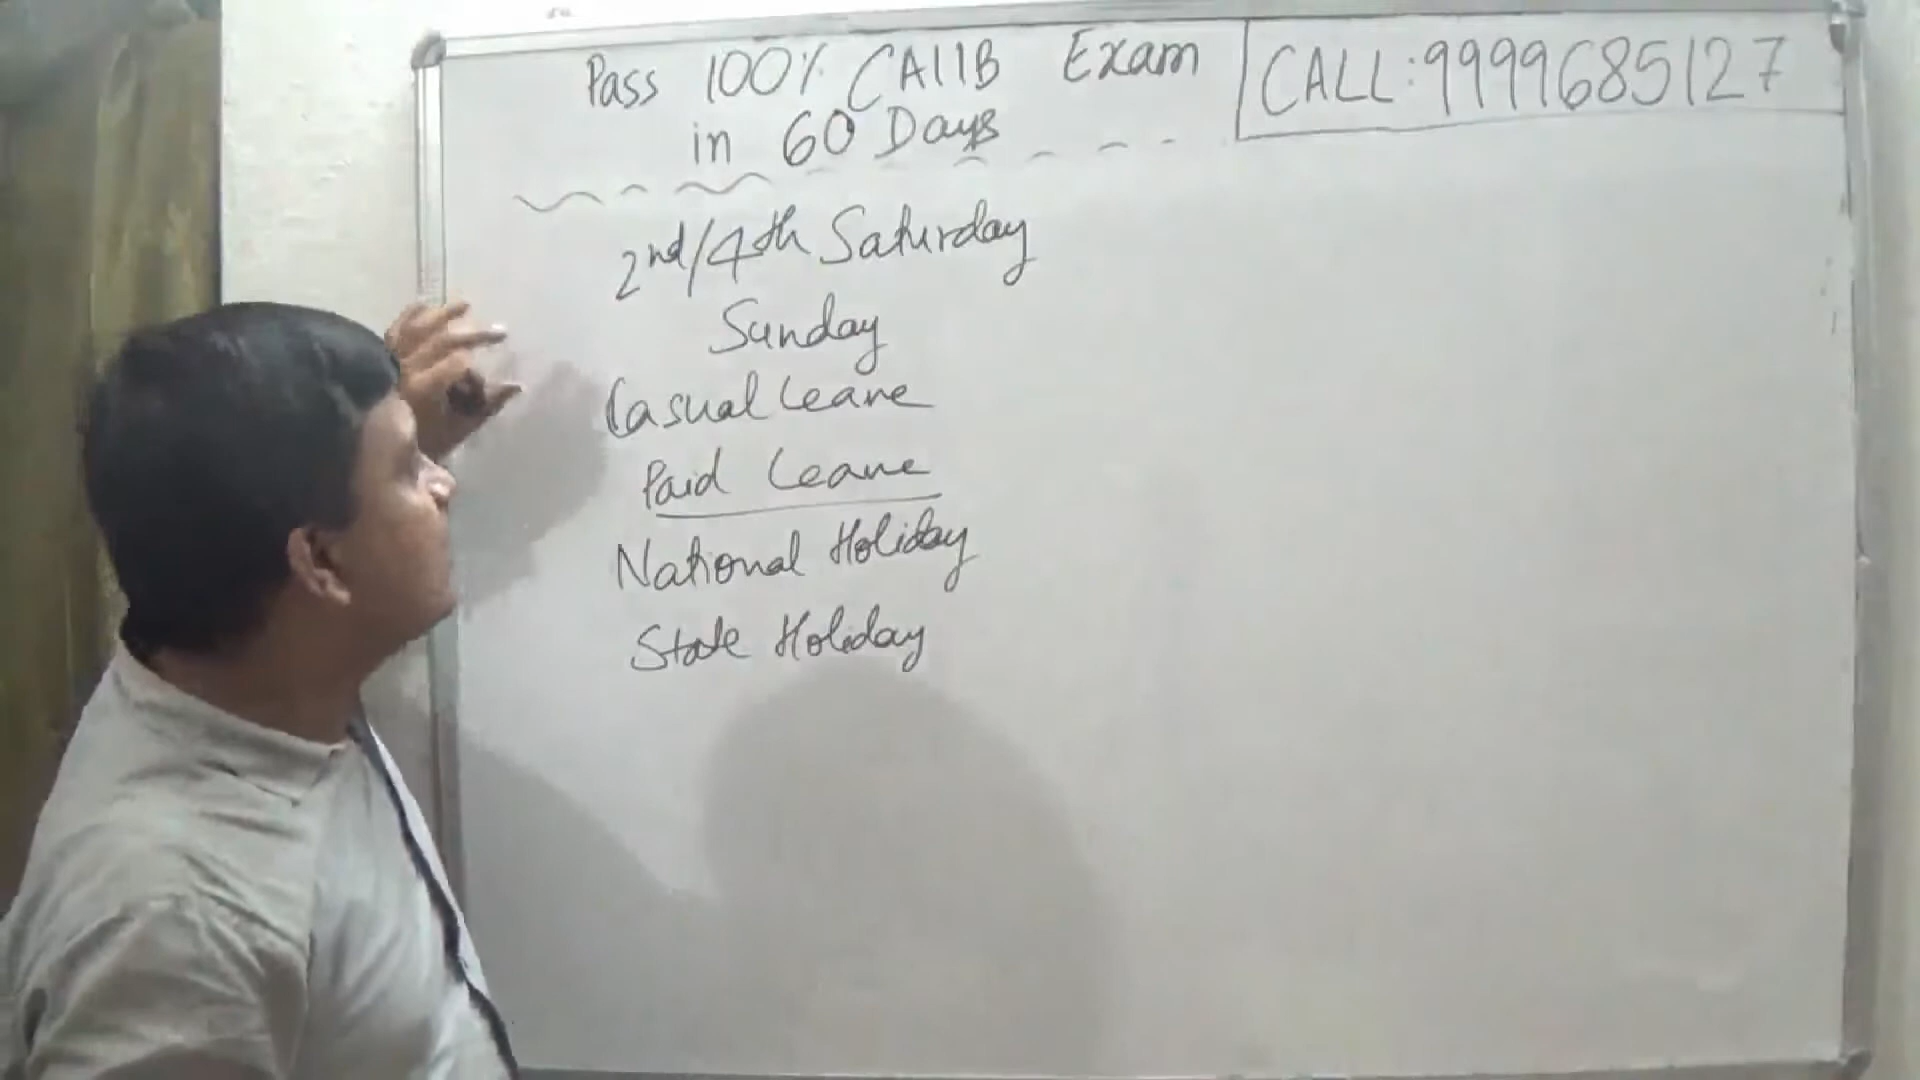 Pass 100% CAIIB Exam
in 60 Days
CALL: 9999685127
2nd/4th Saturday
Sunday
Casual Leave
Paid Leave
National Holiday
State Holiday